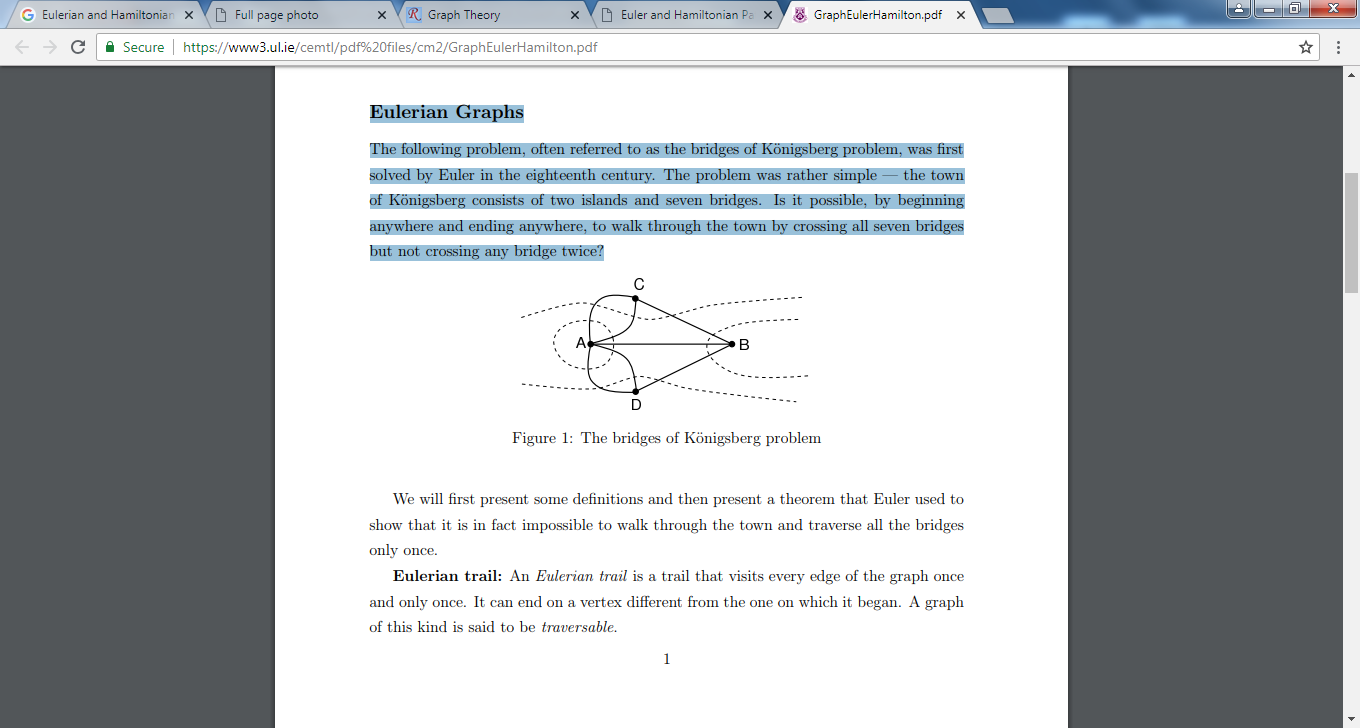 Eulerian and Hamiltonian
Full page photo
Graph Theory
Euler and Hamiltonian Pa
GraphEulerHamilton.pdf
Secure
https://www3.ul.ie/cemtl/pdf%20files/cm2/GraphEulerHamilton.pdf
Eulerian Graphs
The following problem, often referred to as the bridges of Königsberg problem, was first
solved by Euler in the eighteenth century. The problem was rather simple — the town
of Königsberg consists of two islands and seven bridges. Is it possible, by beginning
anywhere and ending anywhere, to walk through the town by crossing all seven bridges
but not crossing any bridge twice?
C
A
B
D
Figure 1: The bridges of Königsberg problem
We will first present some definitions and then present a theorem that Euler used to
show that it is in fact impossible to walk through the town and traverse all the bridges
only once.
Eulerian trail: An Eulerian trail is a trail that visits every edge of the graph once
and only once. It can end on a vertex different from the one on which it began. A graph
of this kind is said to be traversable.
1